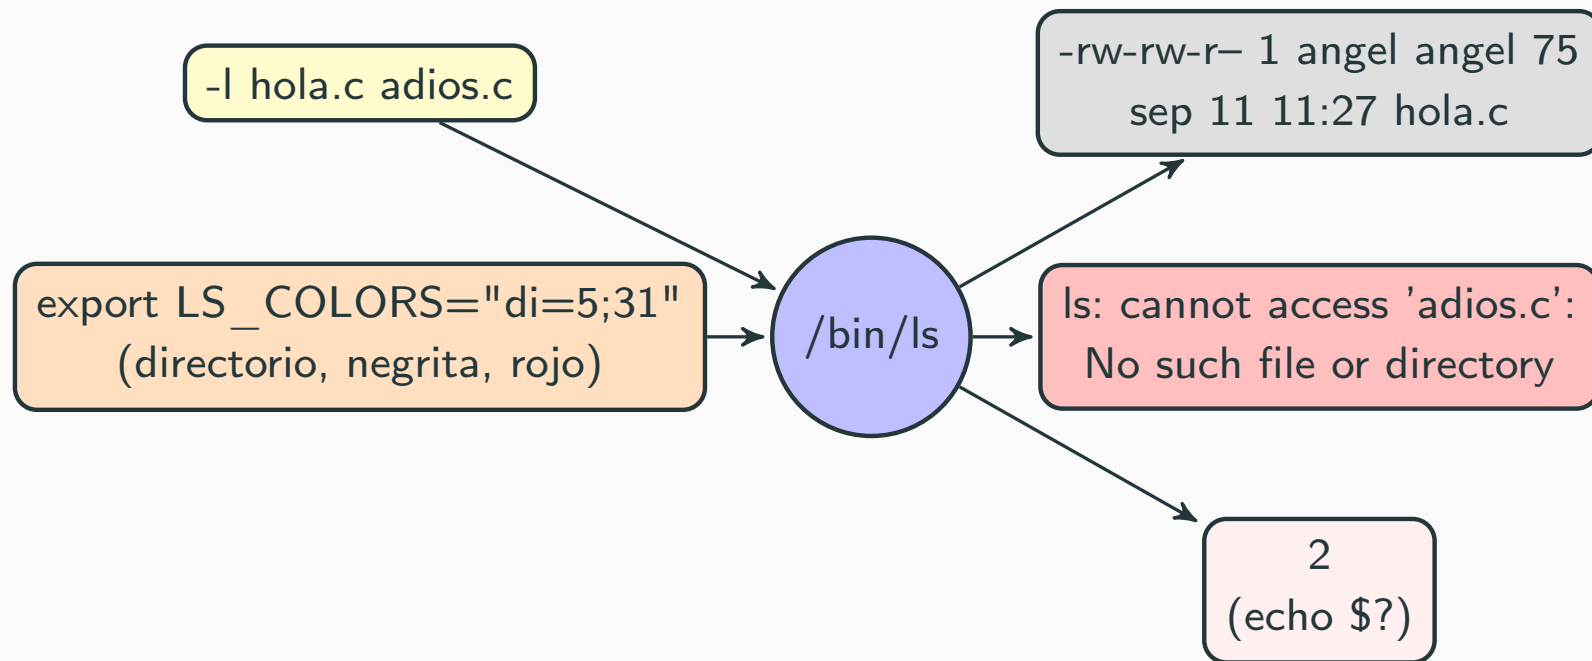 -l hola.c adios.c
export LS_COLORS="di=5;31"
(directorio, negrita, rojo)
/bin/ls
-rw-rw-r– 1 angel angel 75
sep 11 11:27 hola.c
ls: cannot access ’adios.c’:
No such file or directory
2
(echo $?)